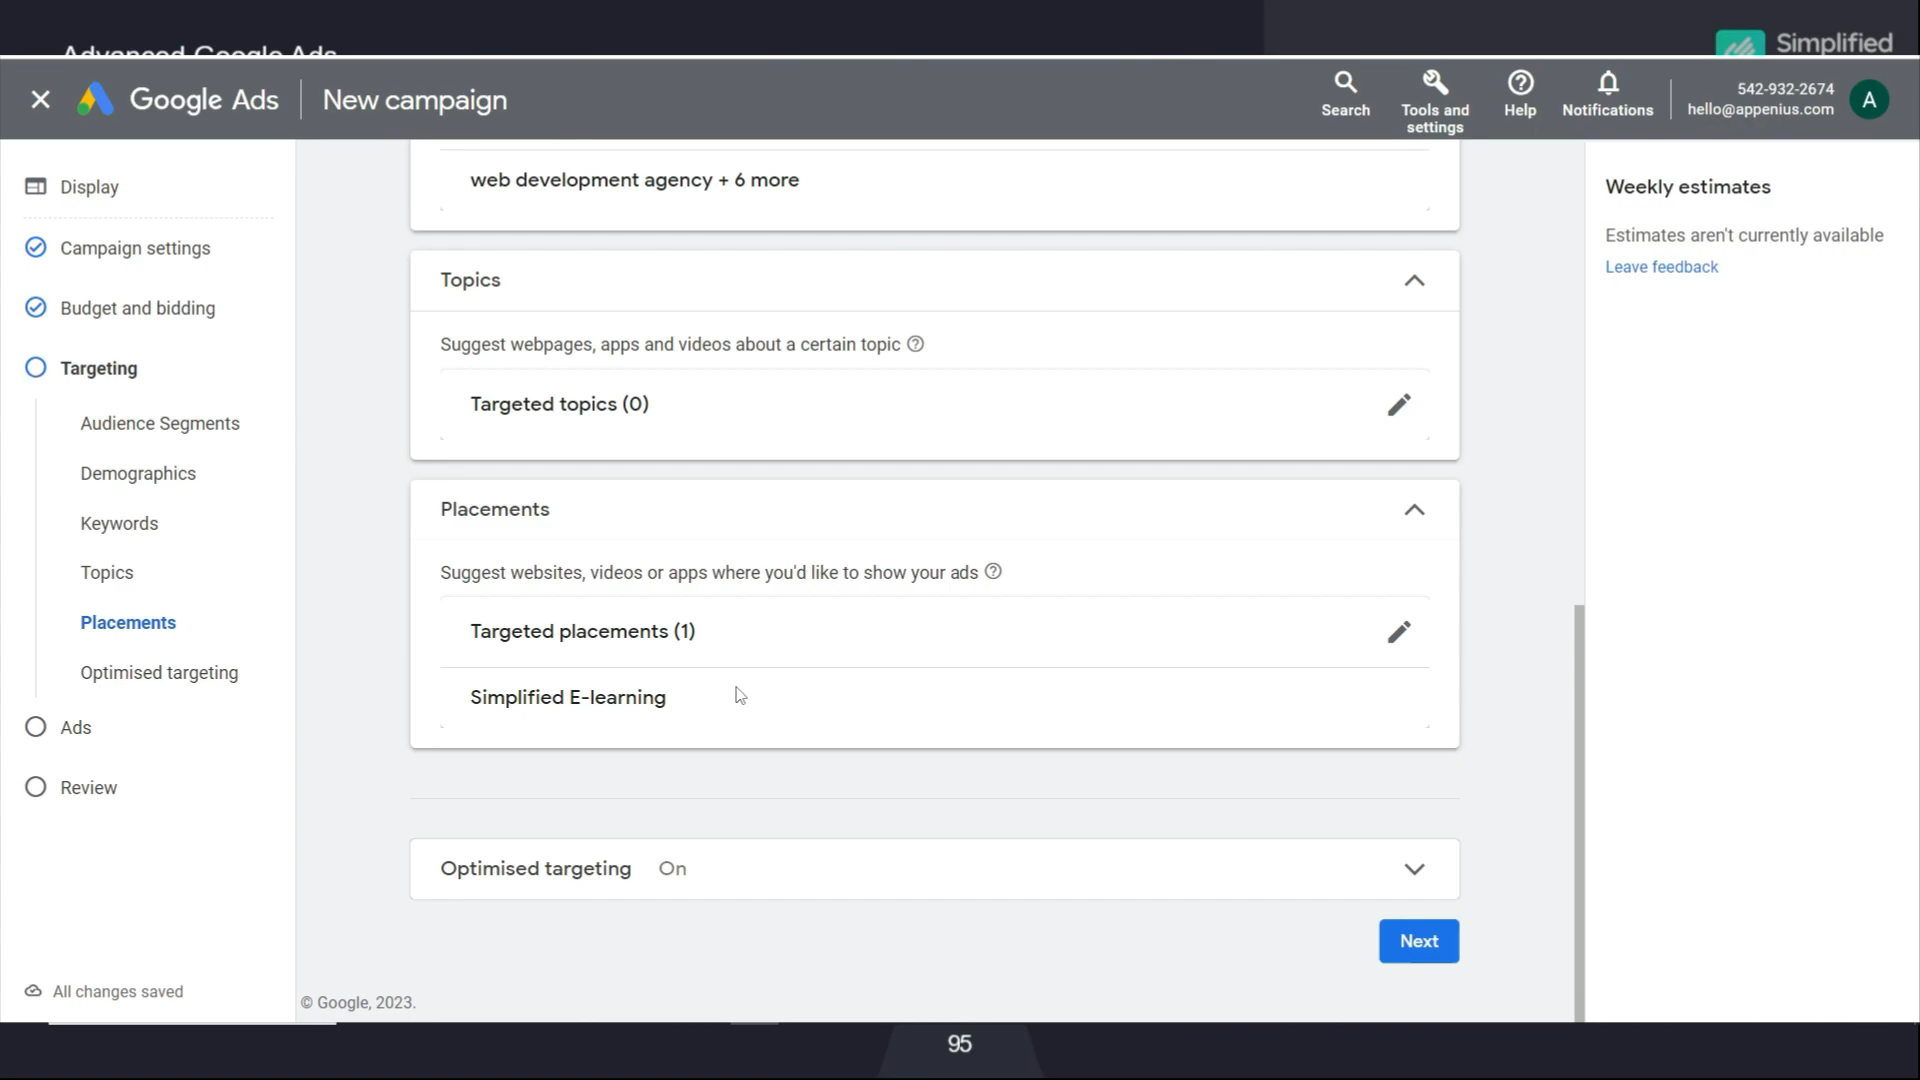 Advanced Google Ads
Simplified
Google Ads
New campaign
Search
Tools and
settings
Help
Notifications
542-932-2674
hello@appenius.com
A
Display
Campaign settings
Budget and bidding
Targeting
Audience Segments
Demographics
Keywords
Topics
Placements
Optimised targeting
Ads
Review
All changes saved
web development agency + 6 more
Topics
Suggest webpages, apps and videos about a certain topic
Targeted topics (0)
Placements
Suggest websites, videos or apps where you'd like to show your ads
Targeted placements (1)
Simplified E-learning
Optimised targeting On
Next
© Google, 2023.
Weekly estimates
Estimates aren't currently available
Leave feedback
95